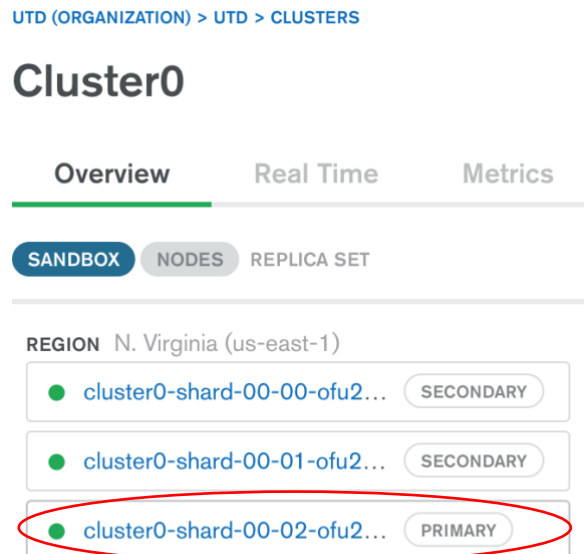 UTD (ORGANIZATION) > UTD > CLUSTERS
Cluster0
Overview Real Time Metrics
SANDBOX NODES REPLICA SET
REGION N. Virginia (us-east-1)
cluster0-shard-00-00-ofu2... SECONDARY
cluster0-shard-00-01-ofu2... SECONDARY
cluster0-shard-00-02-ofu2... PRIMARY